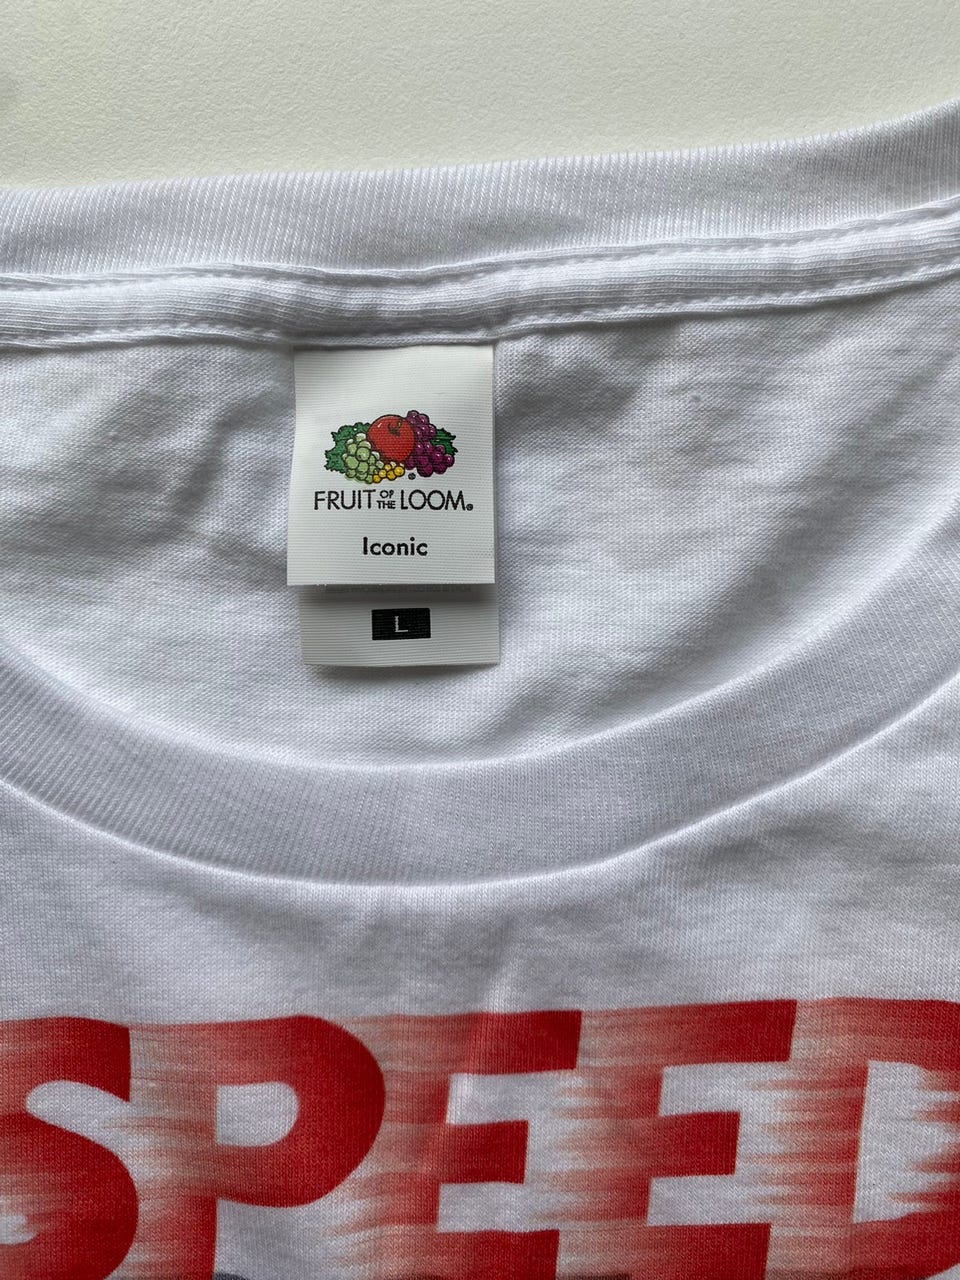 FRUIT OF THE LOOM®
Iconic
L
SPEED